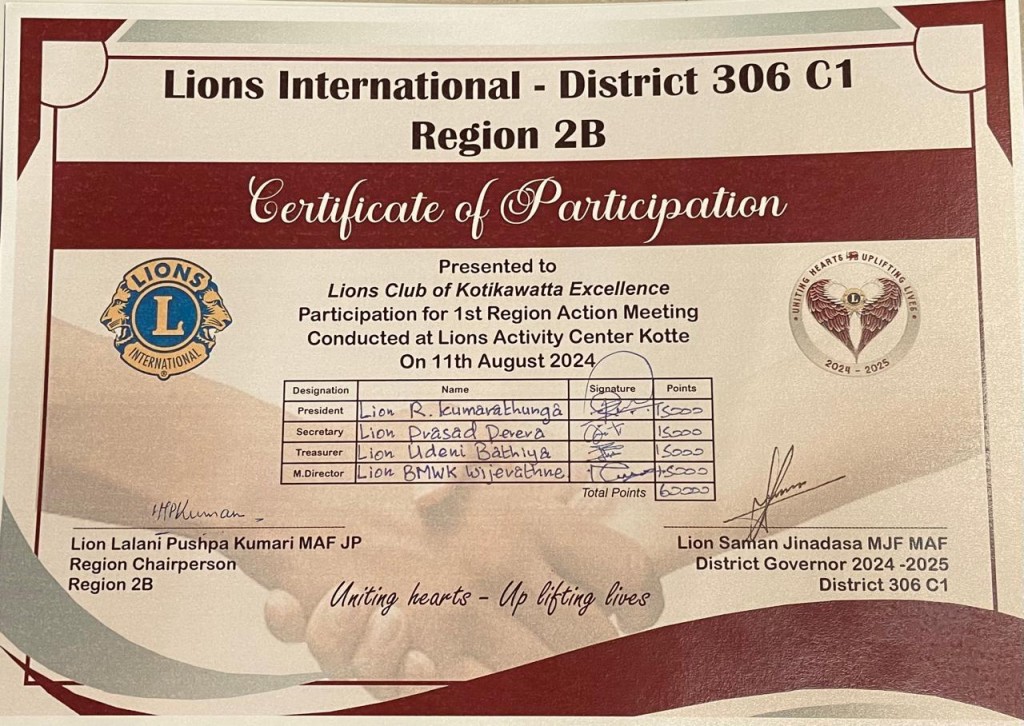 Lions International - District 306 C1
Region 2B
Certificate of Participation
LIONS
L
INTERNATIONAL
®
UNITING HEARTS UPLIFTING LIVES
L
2024 - 2025
Presented to
Lions Club of Kotikawatta Excellence
Participation for 1st Region Action Meeting
Conducted at Lions Activity Center Kotte
On 11th August 2024
Designation Name Signature Points
President Lion R. Kumarathunga 15000
Secretary Lion Prasad Perera 15000
Treasurer Lion Udeni Bathiya 15000
M.Director Lion BMWK Wijerathne 15000
Total Points 60000
Lion Lalani Pushpa Kumari MAF JP
Region Chairperson
Region 2B
Lion Saman Jinadasa MJF MAF
District Governor 2024 -2025
District 306 C1
Uniting hearts - Up lifting lives